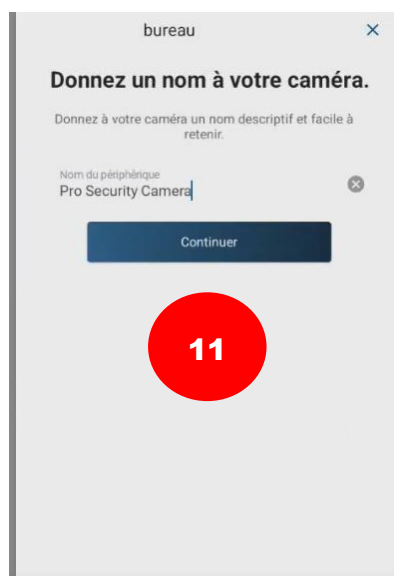 bureau
Donnez un nom à votre caméra.
Donnez à votre caméra un nom descriptif et facile à
retenir.
Nom du périphérique
Pro Security Camera
Continuer
11